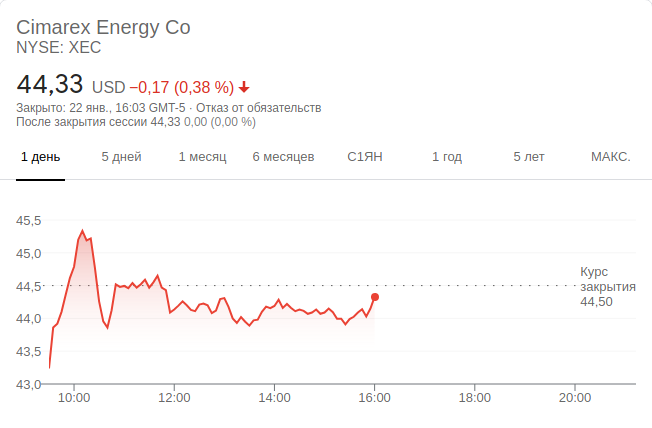 Cimarex Energy Co
NYSE: XEC
44,33 USD −0,17 (0,38 %)
Закрыто: 22 янв., 16:03 GMT-5 · Отказ от обязательств
После закрытия сессии 44,33 0,00 (0,00 %)
1 день 5 дней 1 месяц 6 месяцев С1ЯН 1 год 5 лет МАКС.
45,5
45,0
44,5
44,0
43,5
43,0
Курс
закрытия
44,50
10:00 12:00 14:00 16:00 18:00 20:00